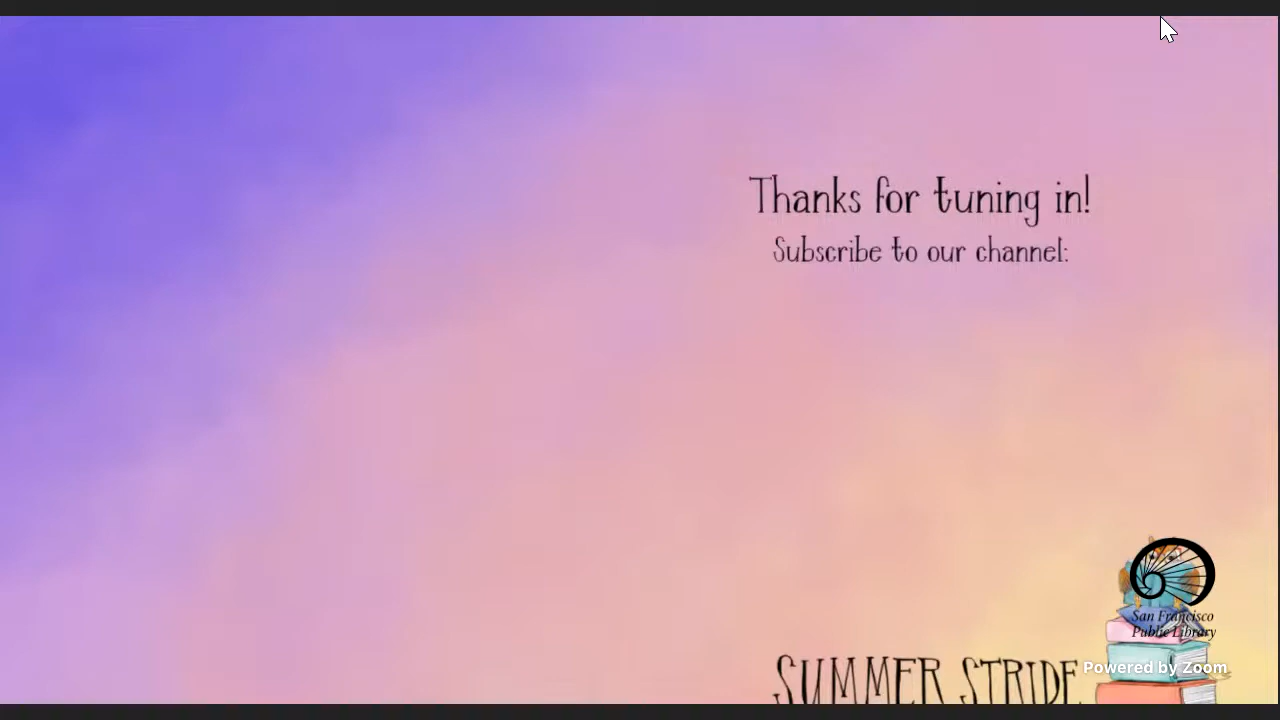 Thanks for tuning in!
Subscribe to our channel:
San Francisco
Public Library
SUMMER STRIDE
Powered by Zoom